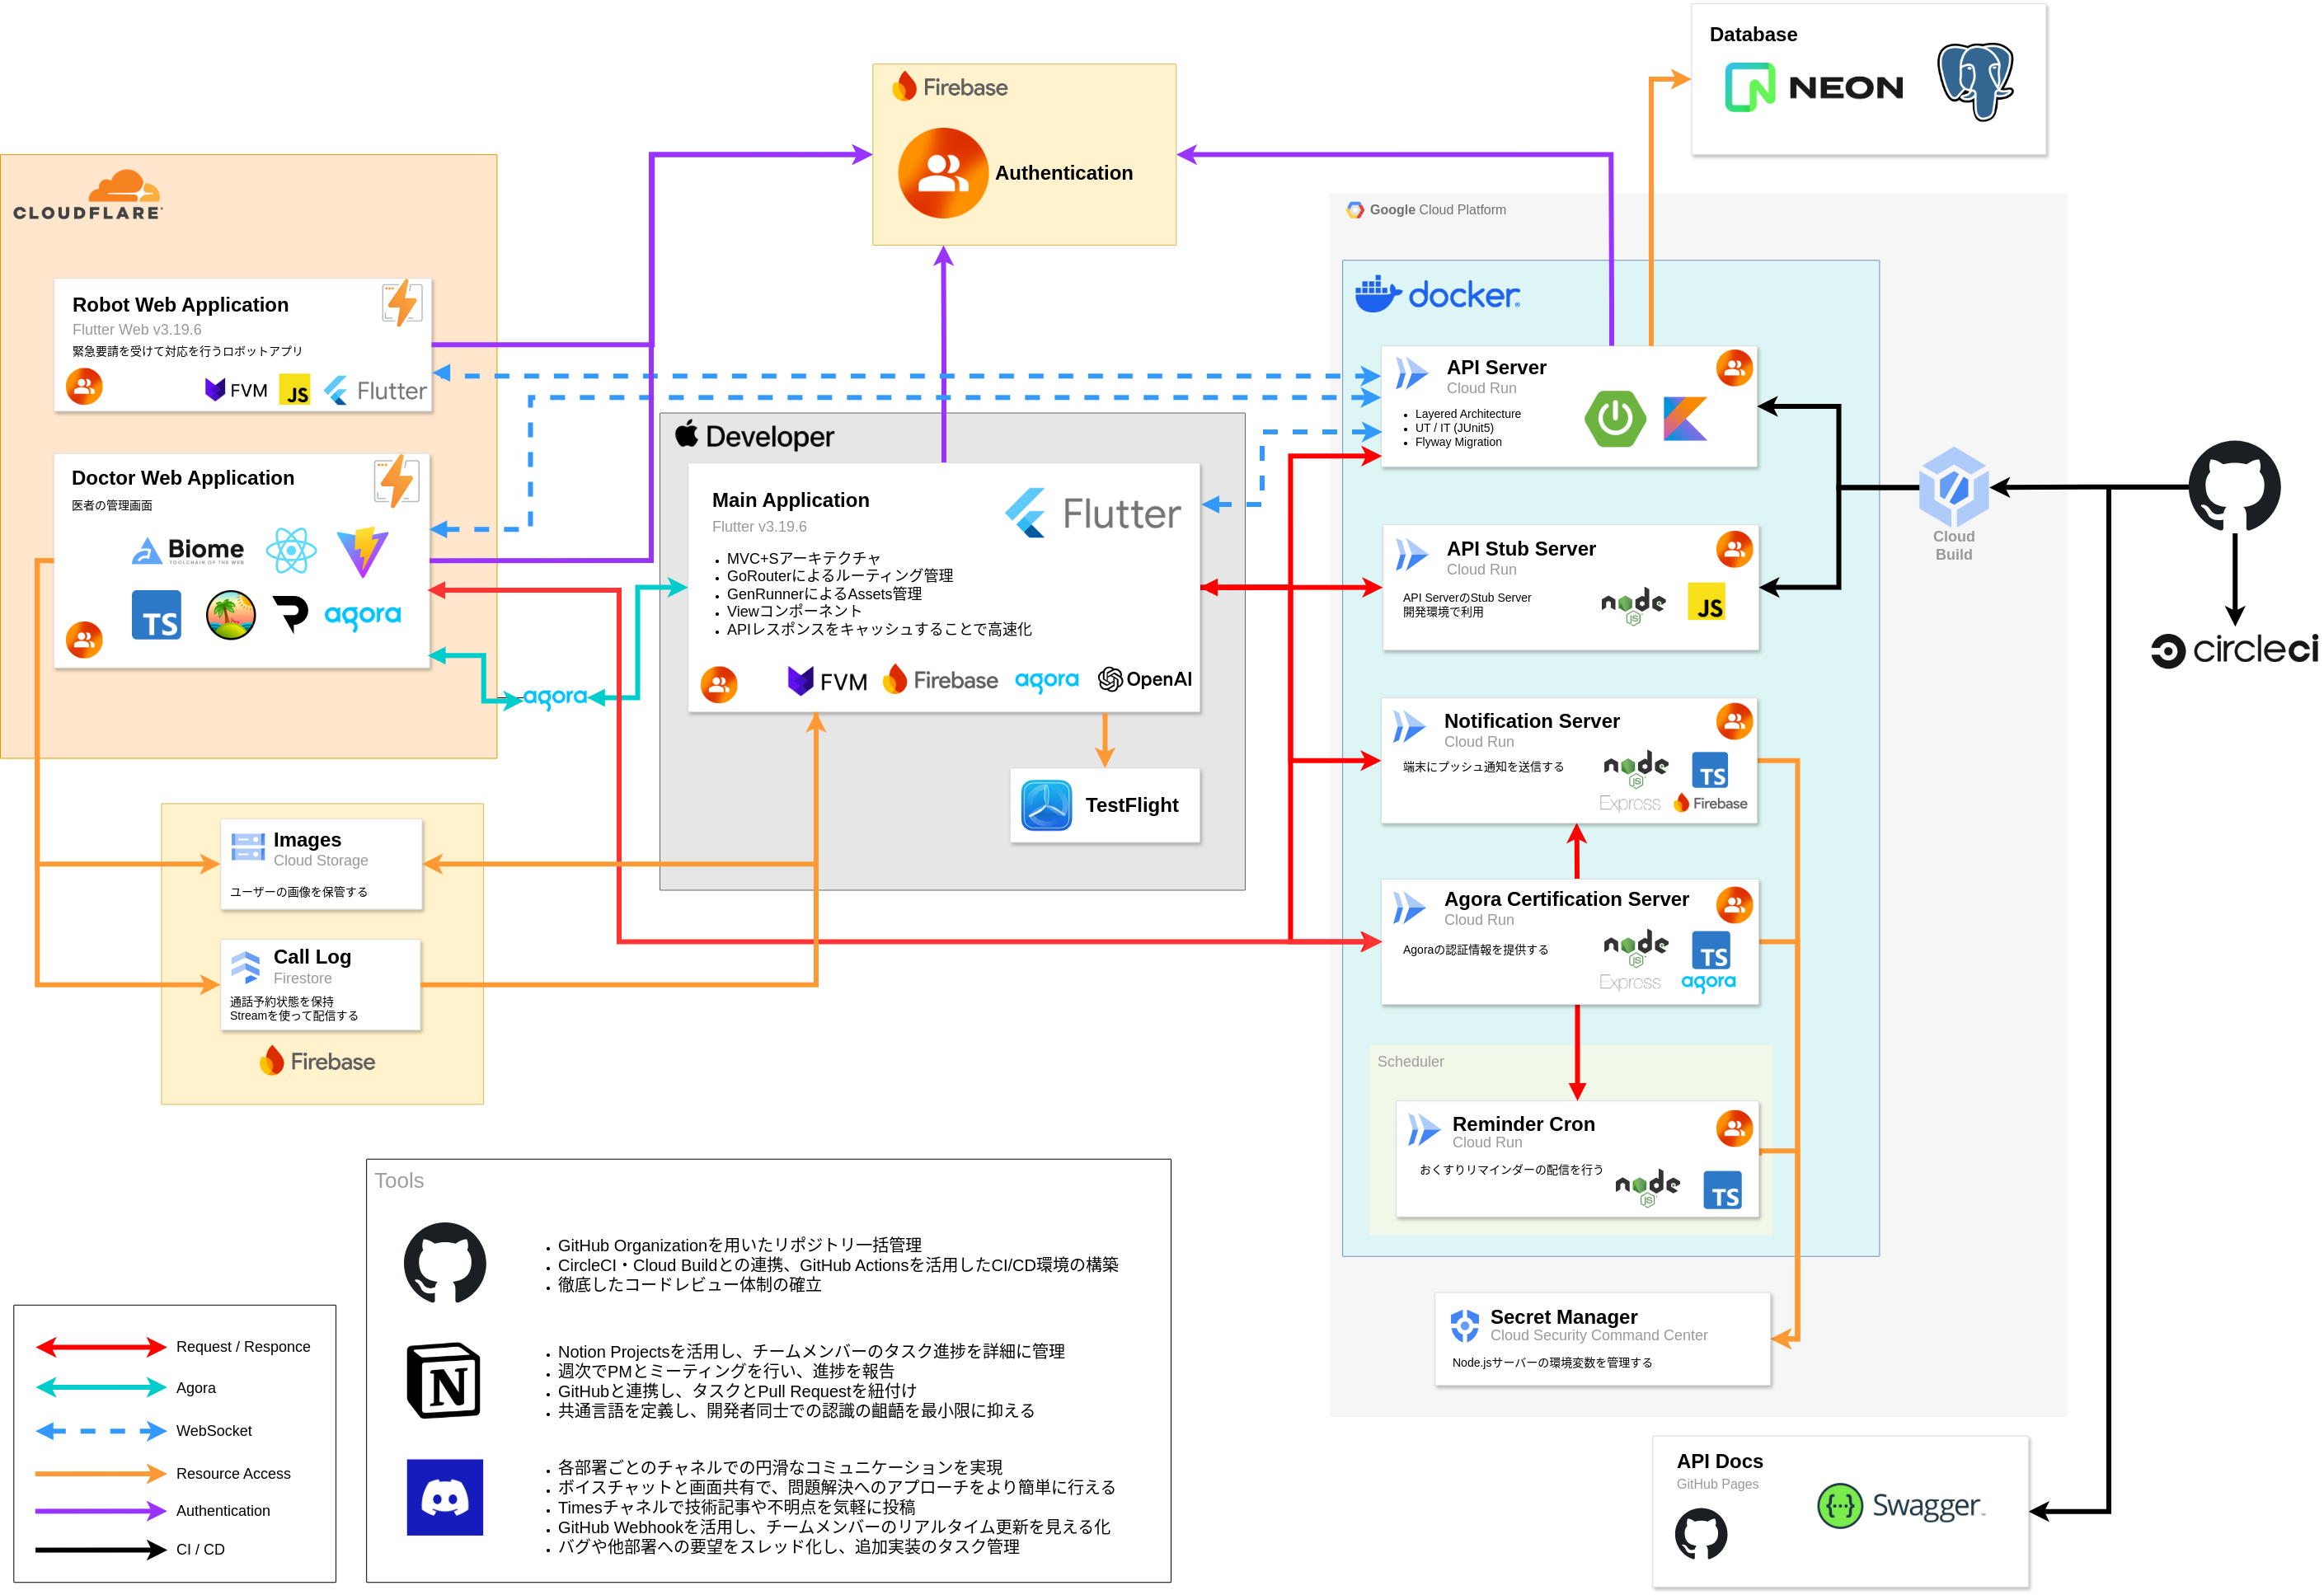 Database
NEON
Firebase
Authentication
CLOUDFLARE
Google Cloud Platform
docker
Robot Web Application
Flutter Web v3.19.6
緊急要請を受けて対応を行うロボットアプリ
FVM
JS
Flutter
Doctor Web Application
医者の管理画面
Biome
TOOLCHAIN OF THE WEB
TS
agora
agora
Developer
Main Application
Flutter v3.19.6
Flutter
MVC+Sアーキテクチャ
GoRouterによるルーティング管理
GenRunnerによるAssets管理
Viewコンポーネント
APIレスポンスをキャッシュすることで高速化
FVM
Firebase
agora
OpenAI
TestFlight
API Server
Cloud Run
Layered Architecture
UT / IT (JUnit5)
Flyway Migration
API Stub Server
Cloud Run
API ServerのStub Server
開発環境で利用
node
JS
JS
Cloud
Build
circleci
Notification Server
Cloud Run
端末にプッシュ通知を送信する
node
JS
TS
Express
Firebase
Agora Certification Server
Cloud Run
Agoraの認証情報を提供する
node
JS
TS
Express
agora
Scheduler
Reminder Cron
Cloud Run
おくすりリマインダーの配信を行う
node
JS
TS
Secret Manager
Cloud Security Command Center
Node.jsサーバーの環境変数を管理する
API Docs
GitHub Pages
Swagger
Images
Cloud Storage
ユーザーの画像を保管する
Call Log
Firestore
通話予約状態を保持
Streamを使って配信する
Firebase
Tools
GitHub Organizationを用いたリポジトリ一括管理
CircleCI・Cloud Buildとの連携、GitHub Actionsを活用したCI/CD環境の構築
徹底したコードレビュー体制の確立
Notion Projectsを活用し、チームメンバーのタスク進捗を詳細に管理
週次でPMとミーティングを行い、進捗を報告
GitHubと連携し、タスクとPull Requestを紐付け
共通言語を定義し、開発者同士での認識の齟齬を最小限に抑える
各部署ごとのチャネルでの円滑なコミュニケーションを実現
ボイスチャットと画面共有で、問題解決へのアプローチをより簡単に行える
Timesチャネルで技術記事や不明点を気軽に投稿
GitHub Webhookを活用し、チームメンバーのリアルタイム更新を見える化
バグや他部署への要望をスレッド化し、追加実装のタスク管理
Request / Responce
Agora
WebSocket
Resource Access
Authentication
CI / CD